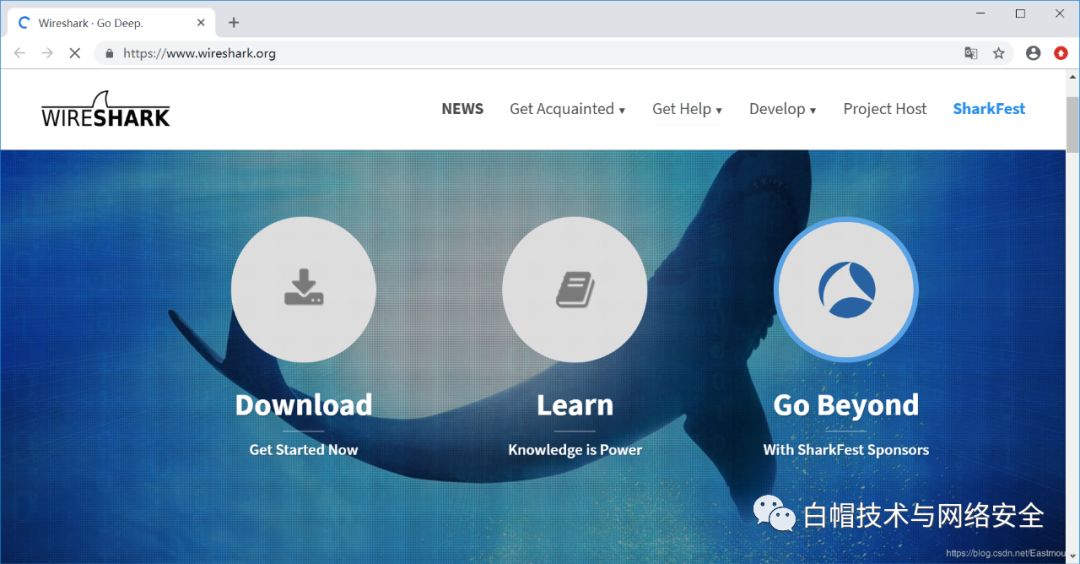 Wireshark · Go Deep.
https://www.wireshark.org
WIRESHARK
NEWS Get Acquainted ▾ Get Help ▾ Develop ▾ Project Host SharkFest
Download Learn Go Beyond
Get Started Now Knowledge is Power With SharkFest Sponsors
白帽技术与网络安全
https://blog.csdn.net/Eastmou